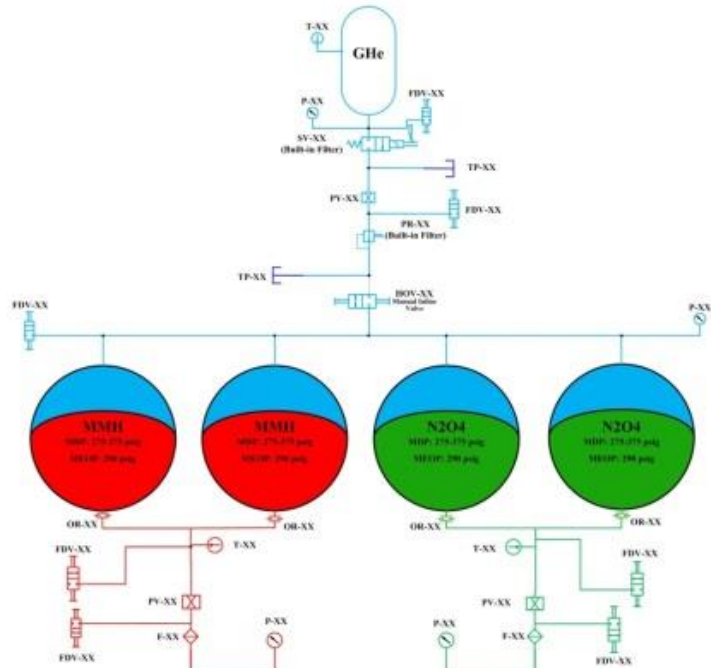 T-XX
GHe
FDV-XX
P-XX
SV-XX
(Built-in Filter)
TP-XX
PY-XX
FDV-XX
PR-XX
(Built-in Filter)
TP-XX
HOV-XX
Manual Inline
Valve
FDV-XX
P-XX
MMH
MDP: 275-375 psig
MEOP: 290 psig
MMH
MDP: 275-375 psig
MEOP: 290 psig
N2O4
MDP: 275-375 psig
MEOP: 290 psig
N2O4
MDP: 275-375 psig
MEOP: 290 psig
OR-XX
OR-XX
OR-XX
OR-XX
FDV-XX
T-XX
T-XX
FDV-XX
PV-XX
PV-XX
P-XX
P-XX
F-XX
F-XX
FDV-XX
FDV-XX